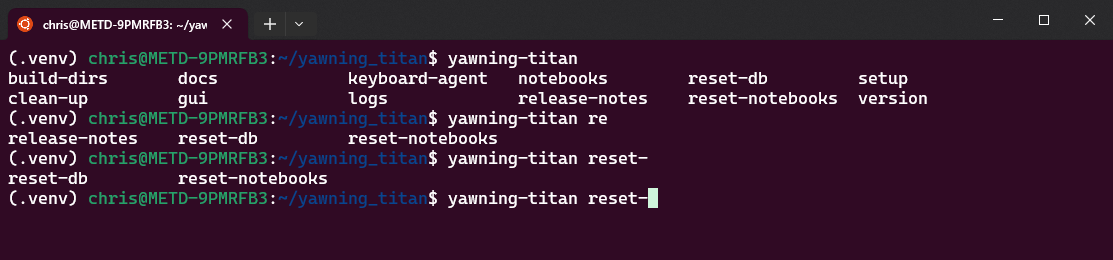 chris@METD-9PMRFB3: ~/yaw
(.venv) chris@METD-9PMRFB3:~/yawning_titan$ yawning-titan
build-dirs docs keyboard-agent notebooks reset-db setup
clean-up gui logs release-notes reset-notebooks version
(.venv) chris@METD-9PMRFB3:~/yawning_titan$ yawning-titan re
release-notes reset-db reset-notebooks
(.venv) chris@METD-9PMRFB3:~/yawning_titan$ yawning-titan reset-
reset-db reset-notebooks
(.venv) chris@METD-9PMRFB3:~/yawning_titan$ yawning-titan reset-